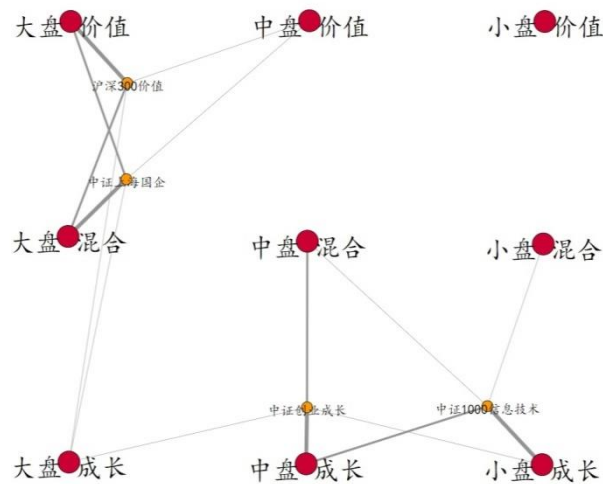 大盘价值 中盘价值 小盘价值
沪深300价值
中证上海国企
大盘混合 中盘混合 小盘混合
中证创业成长 中证1000信息技术
大盘成长 中盘成长 小盘成长